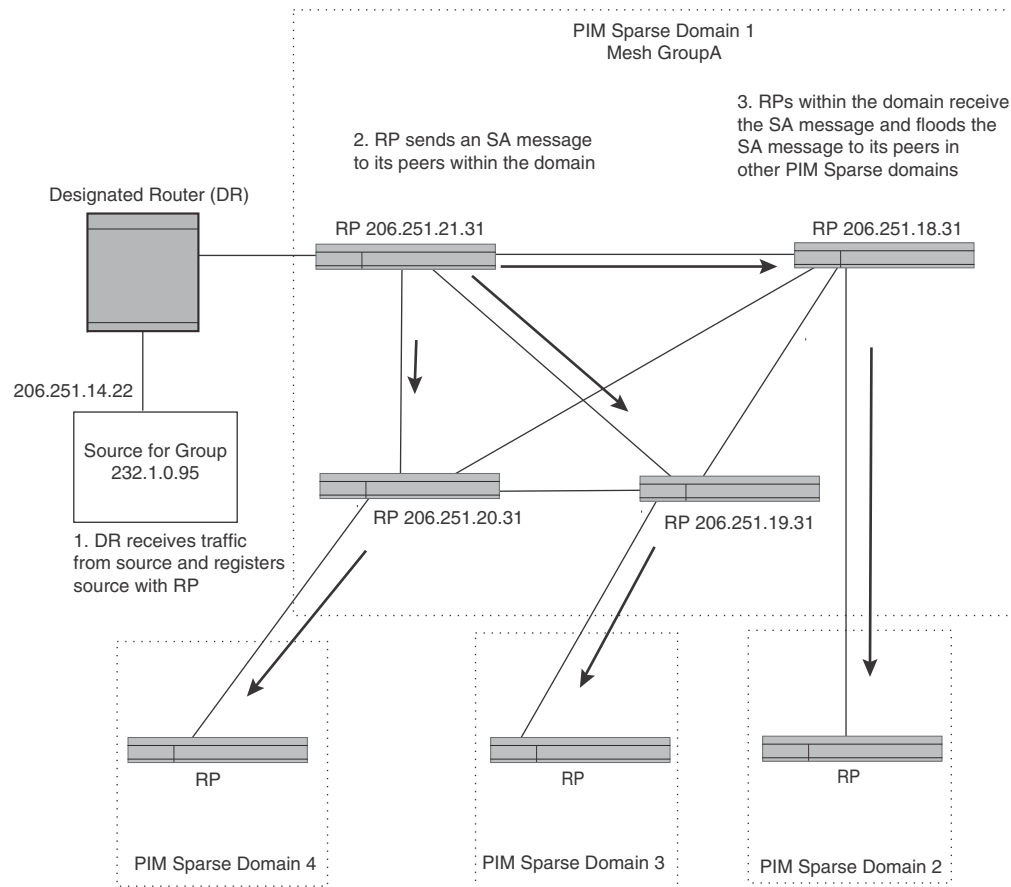 PIM Sparse Domain 1
Mesh GroupA
3. RPs within the domain receive
the SA message and floods the
SA message to its peers in
other PIM Sparse domains
2. RP sends an SA message
to its peers within the domain
Designated Router (DR)
RP 206.251.21.31
RP 206.251.18.31
206.251.14.22
Source for Group
232.1.0.95
RP 206.251.20.31
RP 206.251.19.31
1. DR receives traffic
from source and registers
source with RP
RP
RP
RP
PIM Sparse Domain 4
PIM Sparse Domain 3
PIM Sparse Domain 2